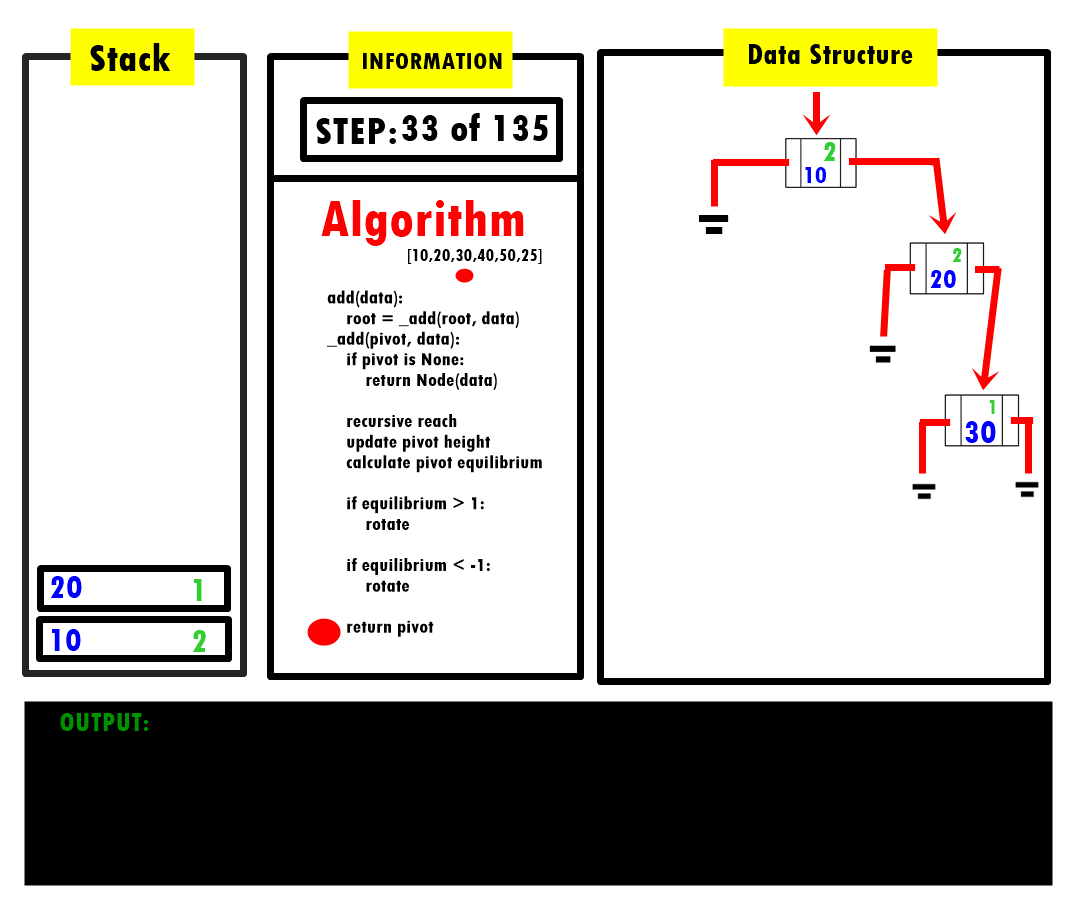 Stack
20 1
10 2
INFORMATION
STEP:33 of 135
Algorithm
[10,20,30,40,50,25]
add(data):
root = _add(root, data)
_add(pivot, data):
if pivot is None:
return Node(data)
recursive reach
update pivot height
calculate pivot equilibrium
if equilibrium > 1:
rotate
if equilibrium < -1:
rotate
return pivot
Data Structure
2
10
2
20
1
30
OUTPUT: